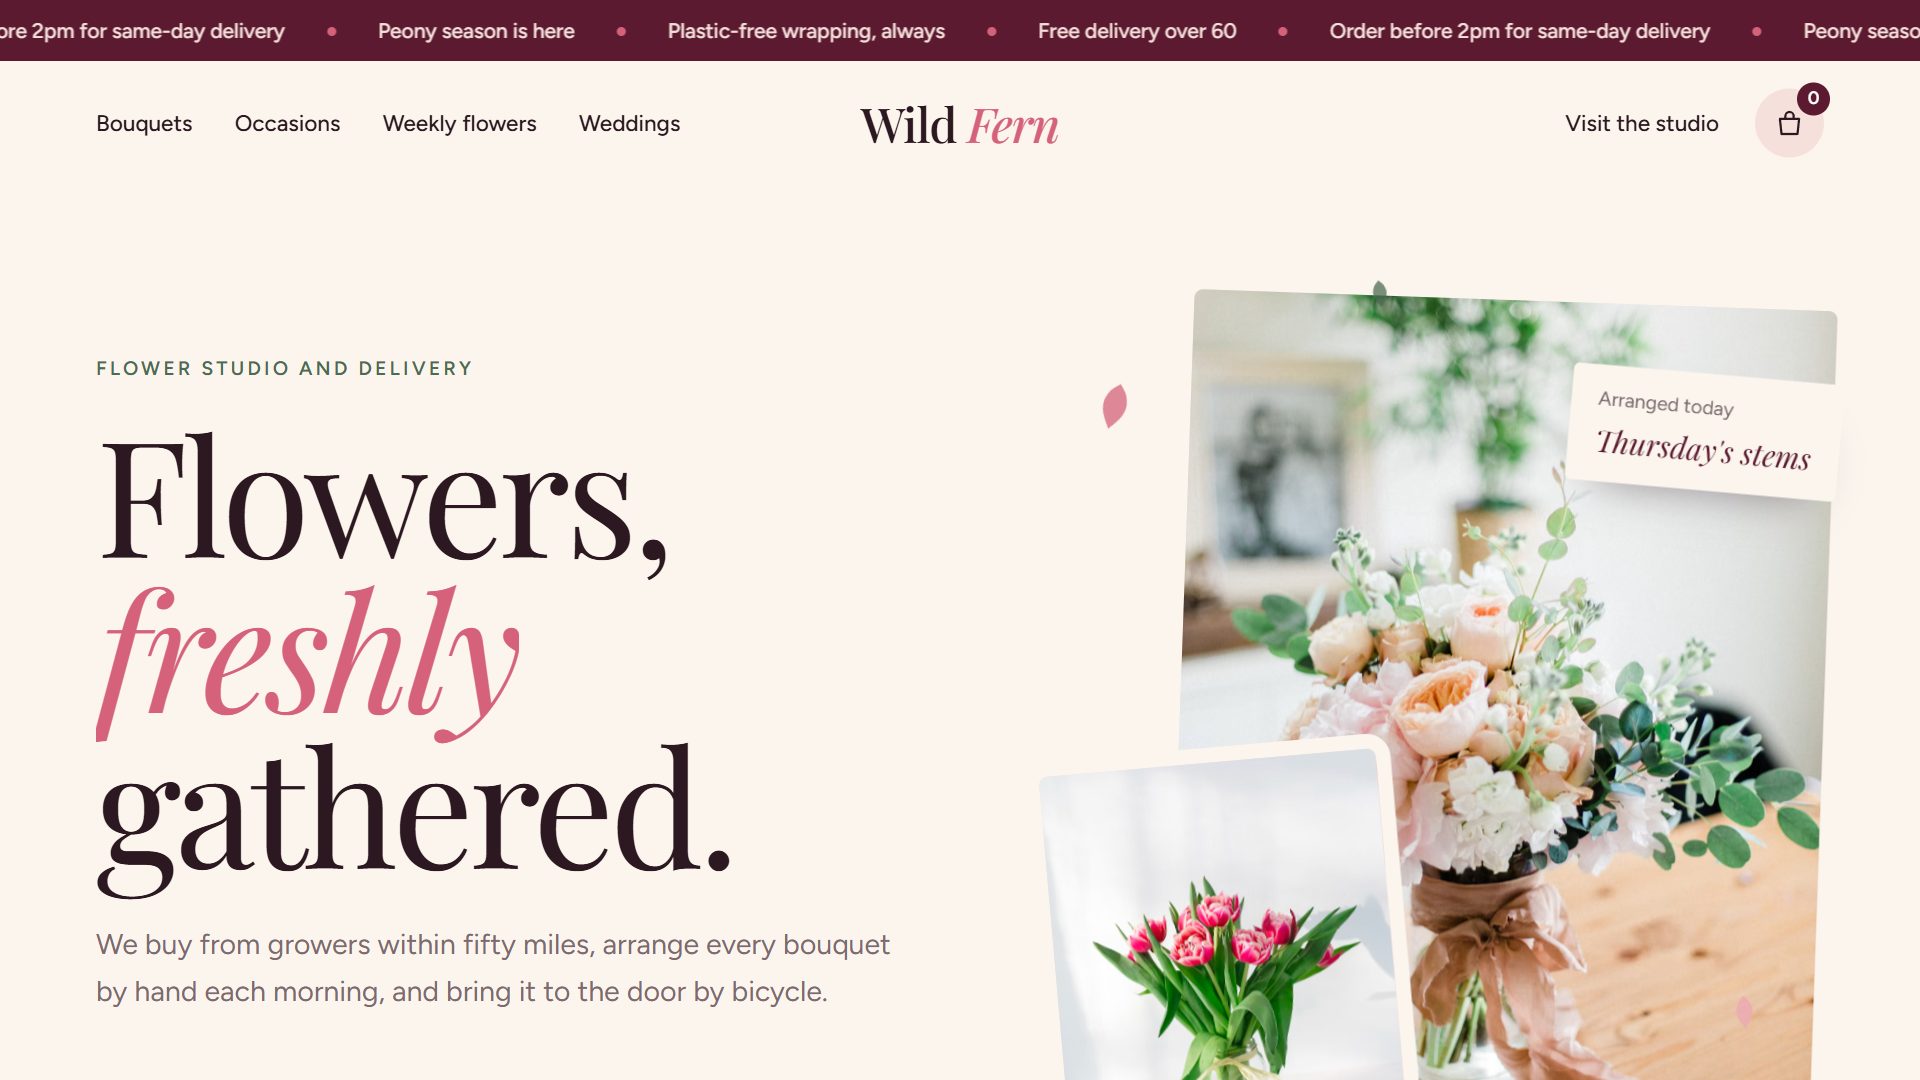 ore 2pm for same-day delivery • Peony season is here • Plastic-free wrapping, always • Free delivery over 60 • Order before 2pm for same-day delivery • Peony seaso
Bouquets Occasions Weekly flowers Weddings Wild Fern Visit the studio 0
FLOWER STUDIO AND DELIVERY
Arranged today
Thursday's stems
Flowers,
freshly
gathered.
We buy from growers within fifty miles, arrange every bouquet
by hand each morning, and bring it to the door by bicycle.